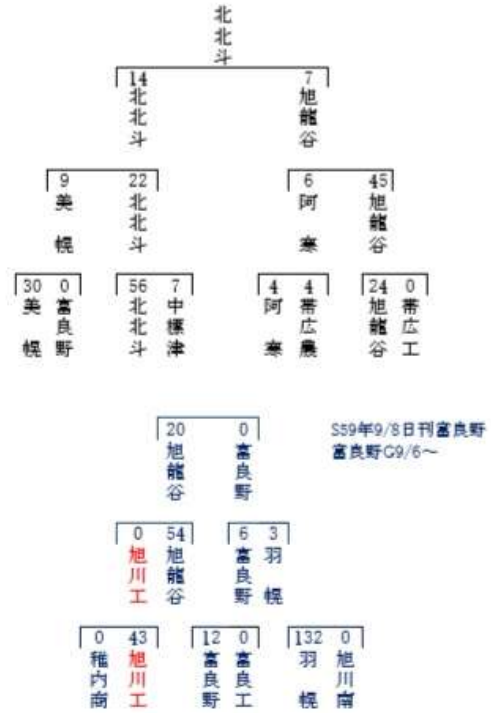 北北斗
14 7
北北斗 旭龍谷
9 22 6 45
美幌 北北斗 阿寒 旭龍谷
30 0 56 7 4 4 24 0
美幌 富良野 北北斗 中標津 阿寒 帯広農 旭龍谷 帯広工
20 0
旭龍谷 富良野
S59年9/8日刊富良野
富良野G9/6～
0 54 6 3
旭川工 旭龍谷 富良野 羽幌
0 43 12 0 132 0
稚内商 旭川工 富良野 富良工 羽幌 旭川南